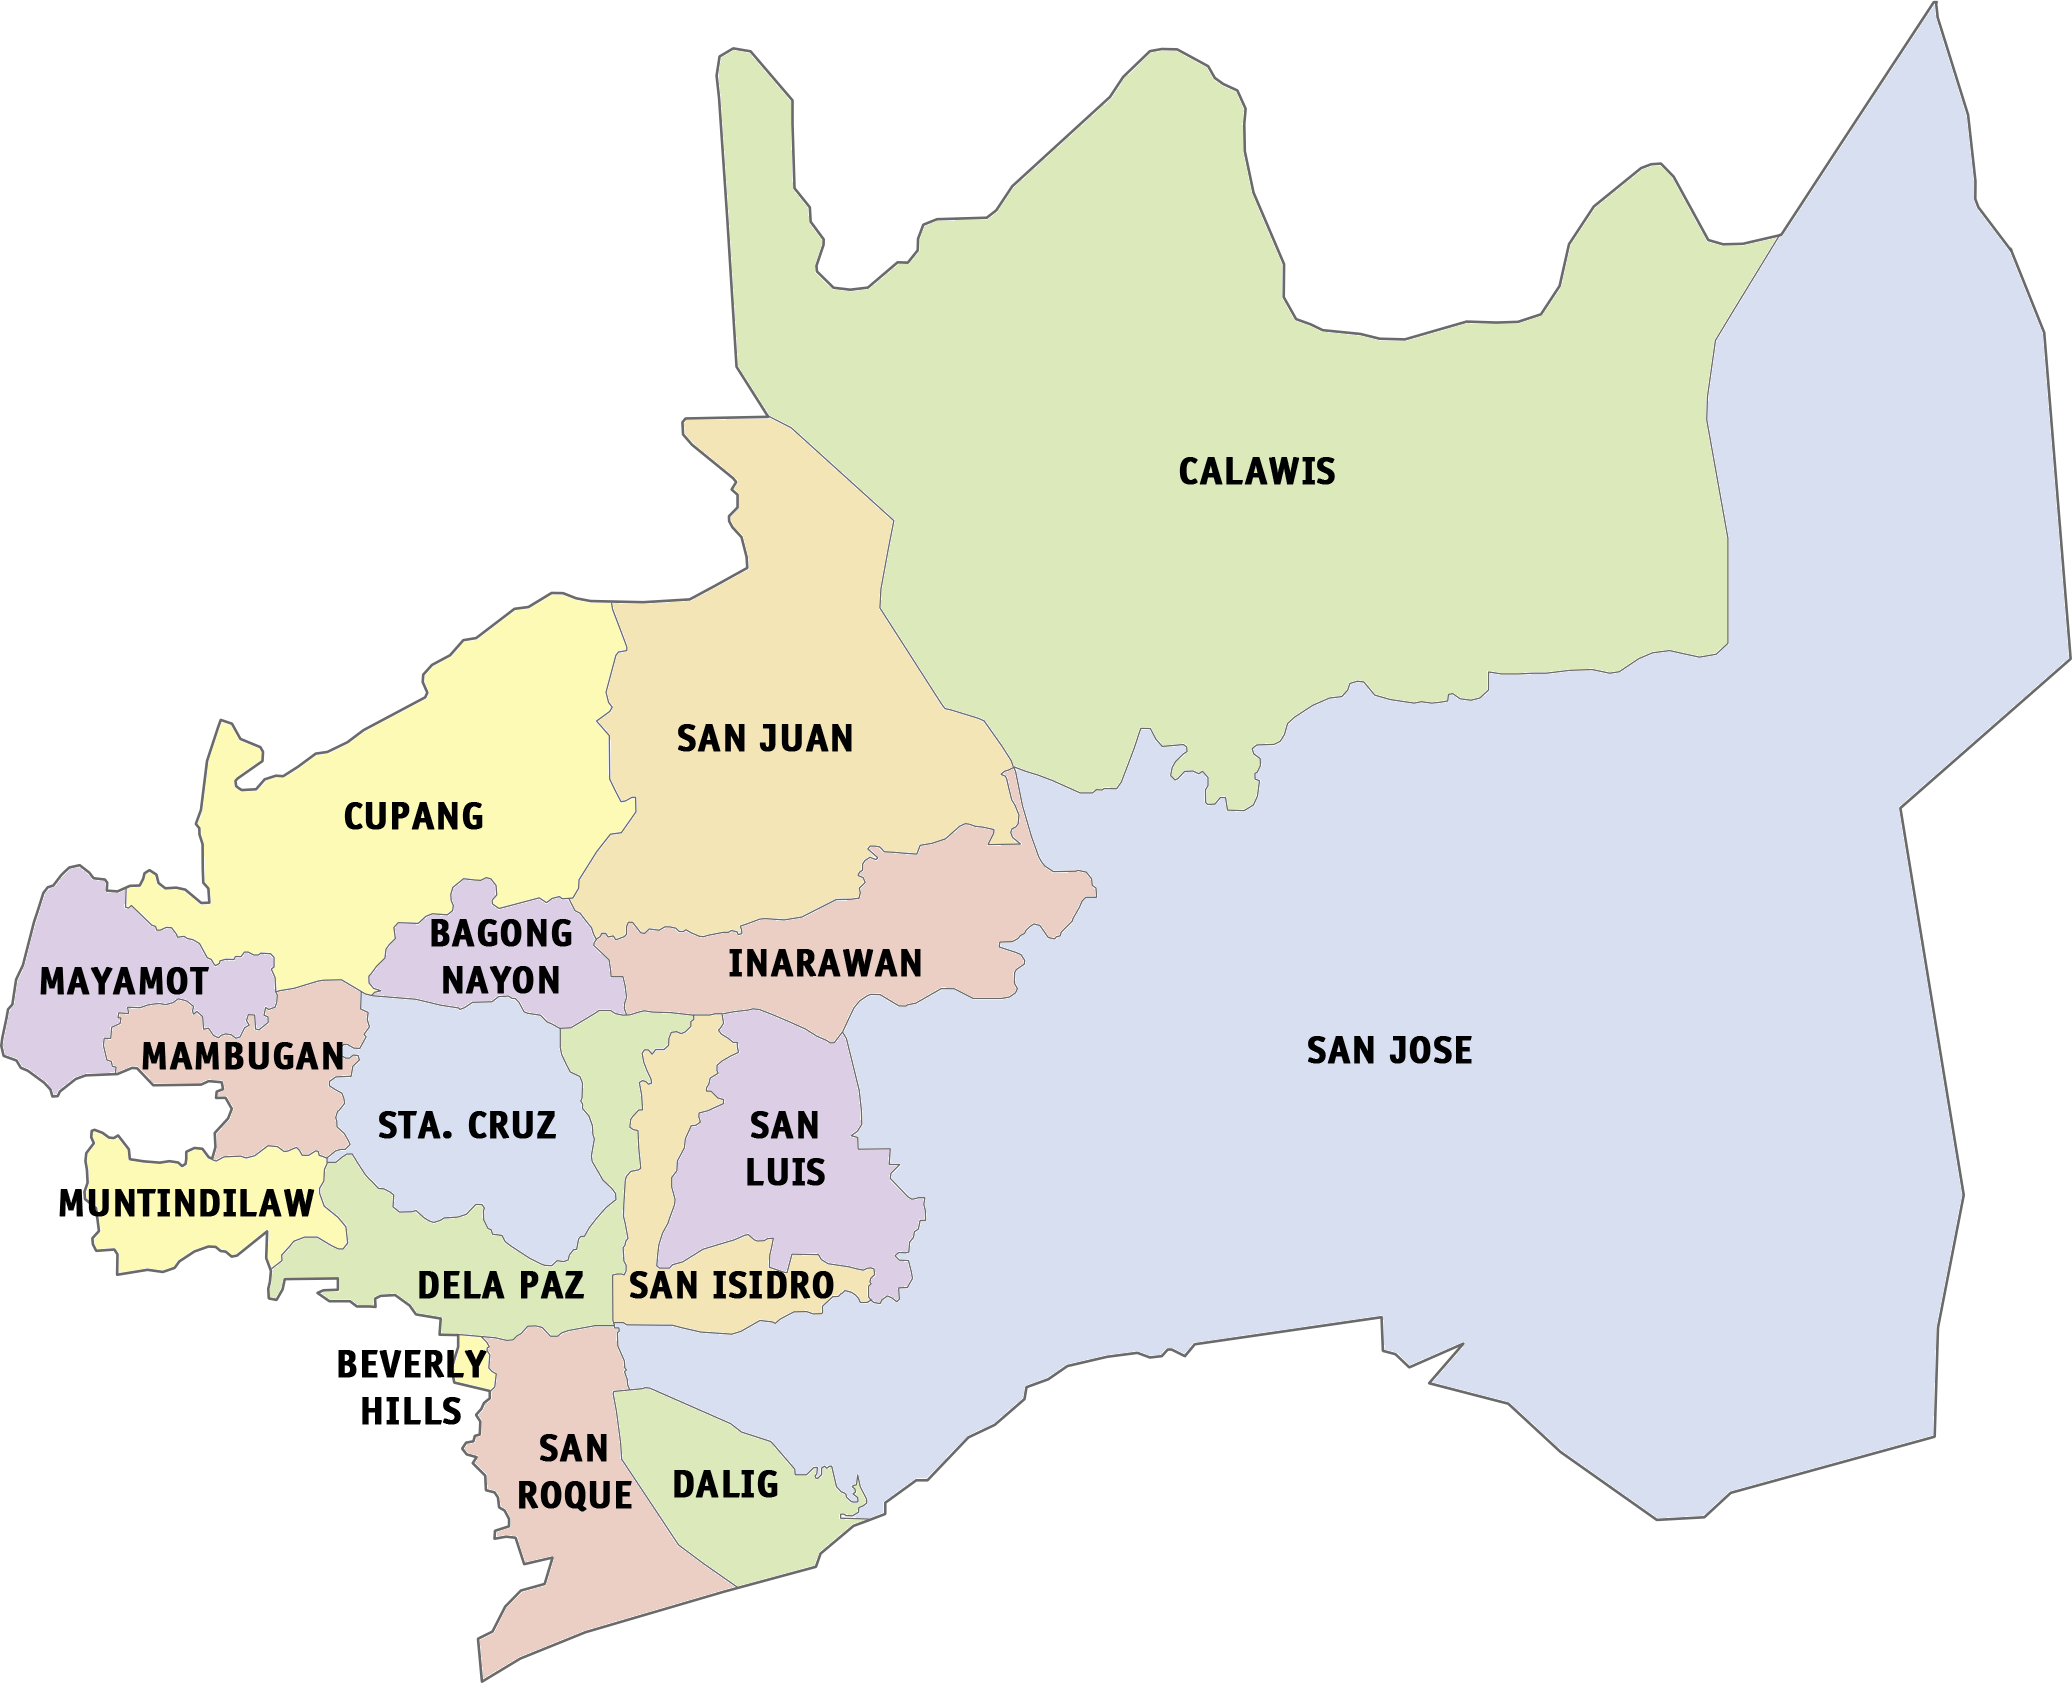 CALAWIS
SAN JUAN
CUPANG
BAGONG
NAYON
INARAWAN
MAYAMOT
MAMBUGAN
SAN JOSE
STA. CRUZ
SAN
LUIS
MUNTINDILAW
DELA PAZ
SAN ISIDRO
BEVERLY
HILLS
SAN
ROQUE
DALIG